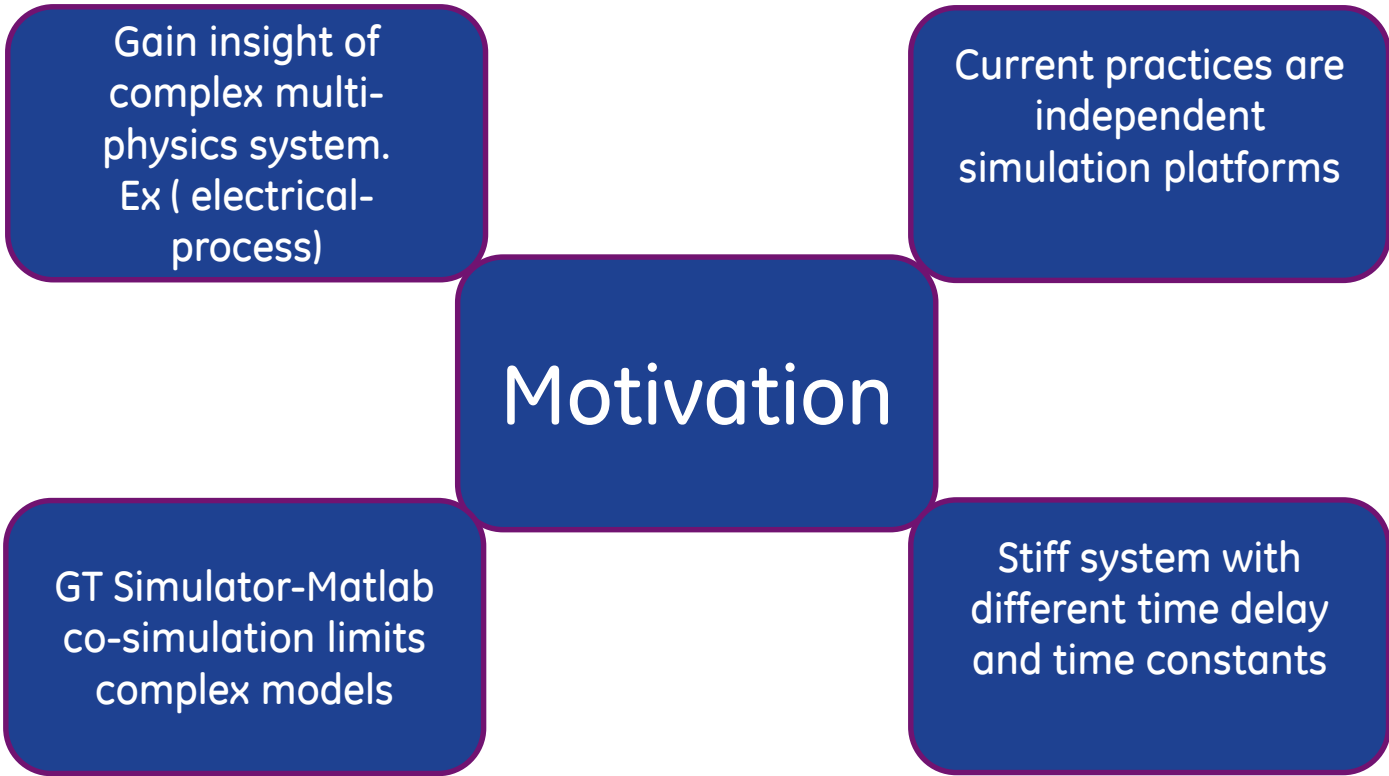 Gain insight of
complex multi-
physics system.
Ex ( electrical-
process)
Current practices are
independent
simulation platforms
Motivation
GT Simulator-Matlab
co-simulation limits
complex models
Stiff system with
different time delay
and time constants